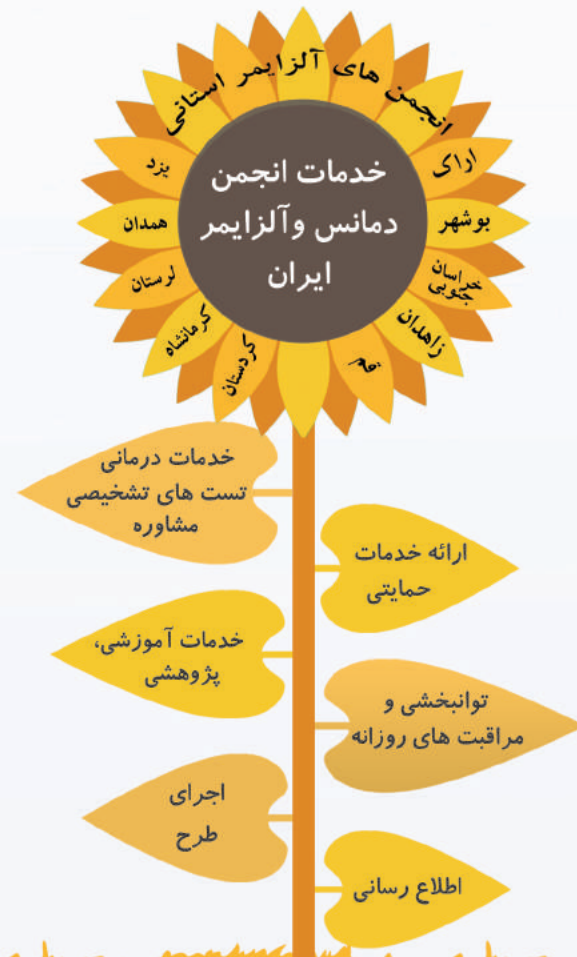 انجمن های آلزایمر استانی
اراک
بوشهر
خراسان
جنوبی
زاهدان
قم
کردستان
کرمانشاه
لرستان
همدان
یزد
خدمات انجمن
دمانس وآلزایمر
ایران
خدمات درمانی
تست های تشخیصی
مشاوره
ارائه خدمات
حمایتی
خدمات آموزشی،
پژوهشی
توانبخشی و
مراقبت های روزانه
اجرای
طرح
اطلاع رسانی